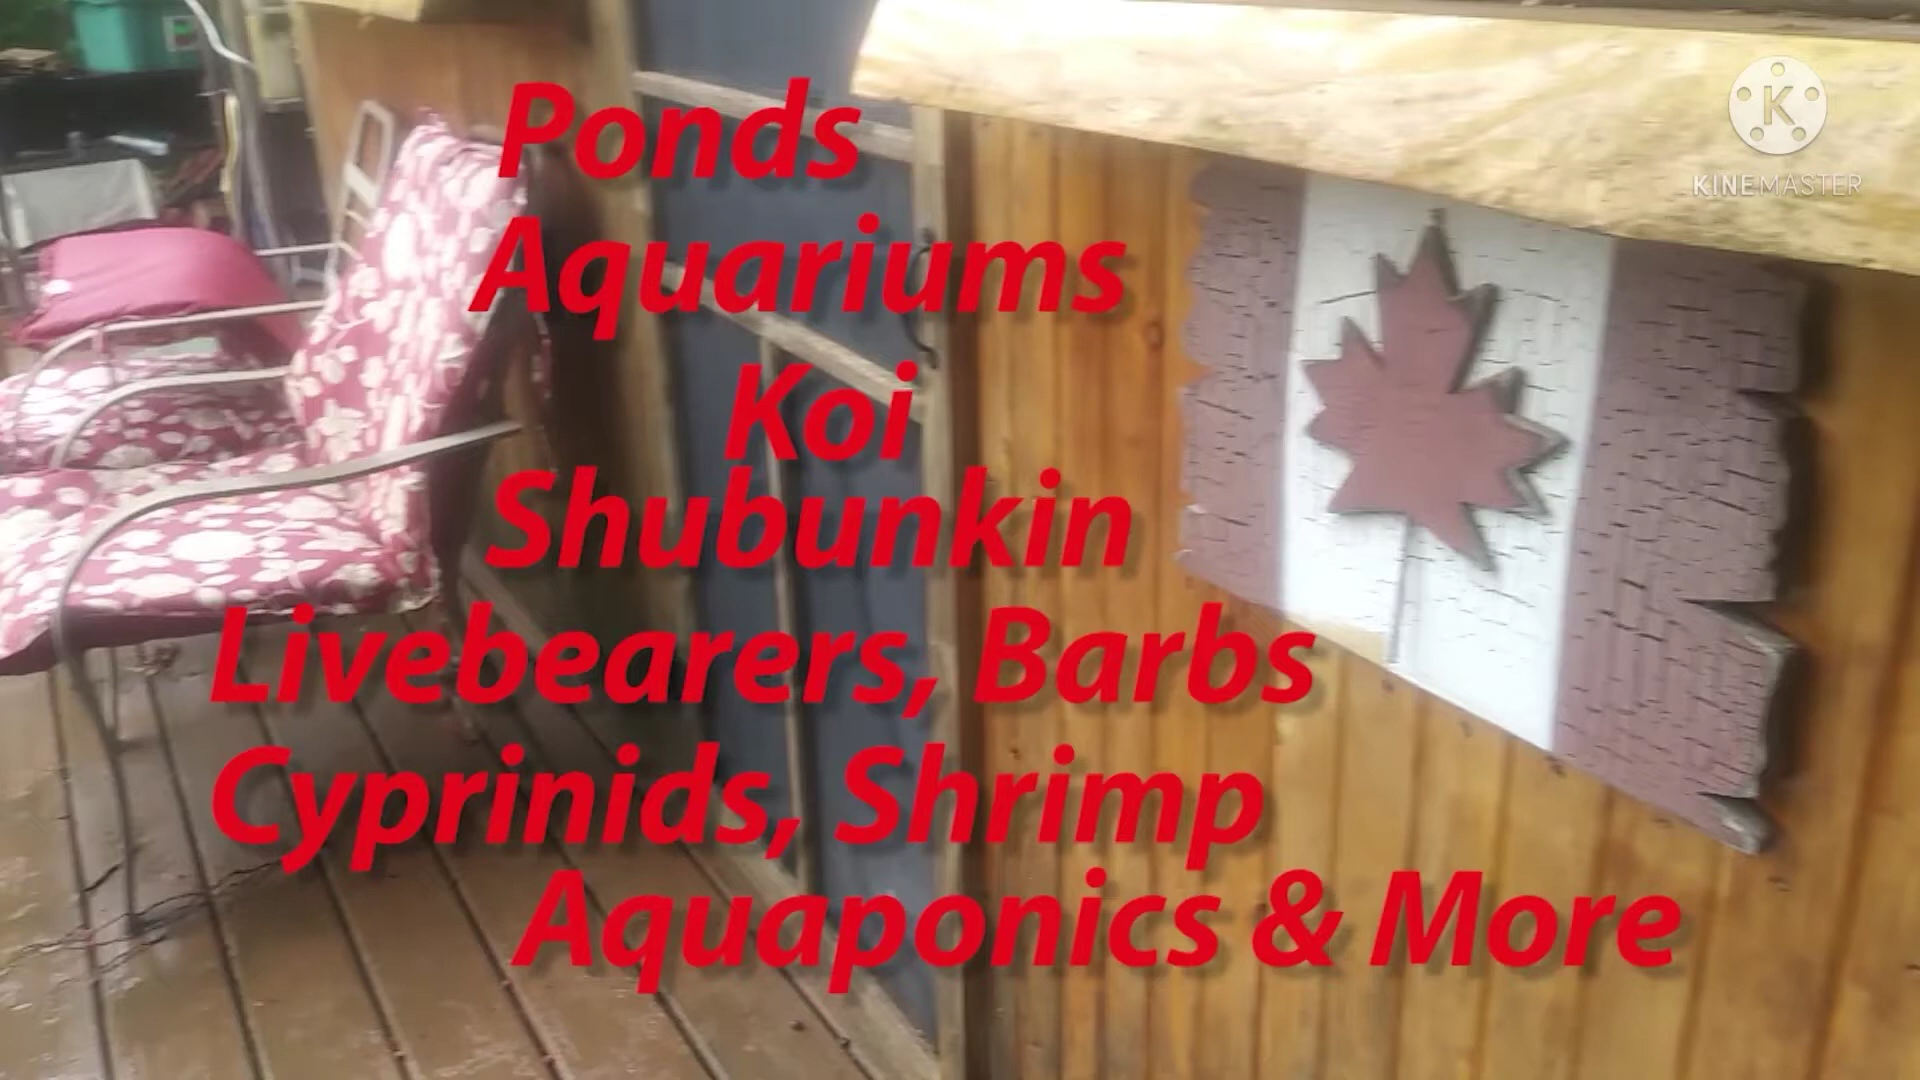 Ponds
Aquariums
Koi
Shubunkin
Livebearers, Barbs
Cyprinids, Shrimp
Aquaponics & More
K
KINEMASTER